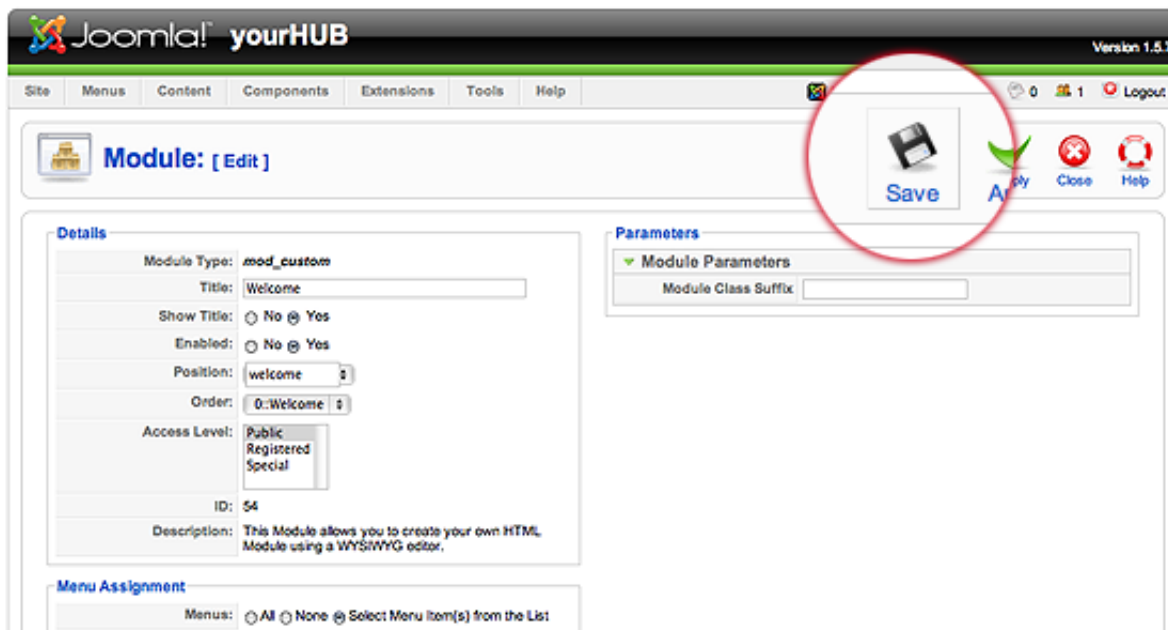 Joomla! yourHUB
Version 1.5.
Site Menus Content Components Extensions Tools Help 0 1 Logout
Module: [ Edit ]
Save Apply Close Help
Details
Module Type: mod_custom
Title: Welcome
Show Title: No Yes
Enabled: No Yes
Position: welcome
Order: 0::Welcome
Access Level: Public
Registered
Special
ID: 54
Description: This Module allows you to create your own HTML
Module using a WYSIWYG editor.
Menu Assignment
Menus: All None Select Menu Item(s) from the List
Parameters
Module Parameters
Module Class Suffix